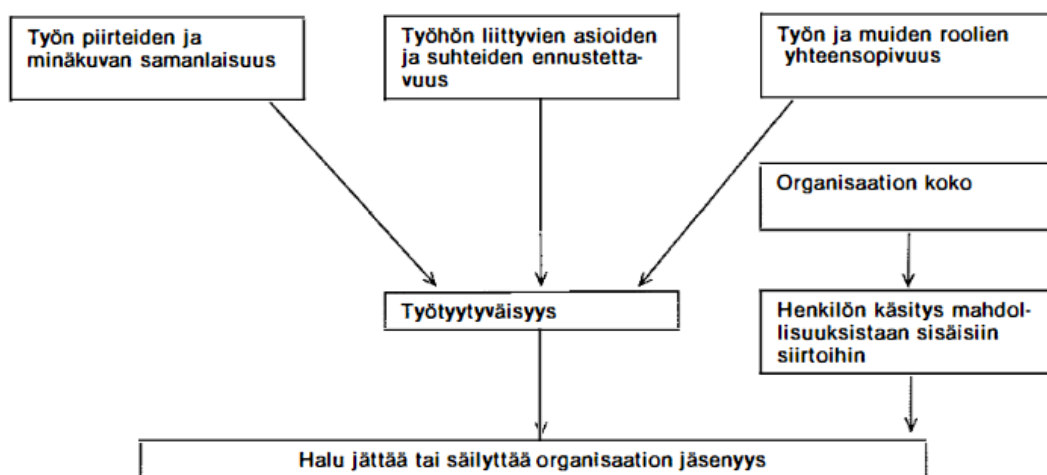 Työn piirteiden ja
minäkuvan samanlaisuus
Työhön liittyvien asioiden
ja suhteiden ennustetta-
vuus
Työn ja muiden roolien
yhteensopivuus
Organisaation koko
Työtyytyväisyys
Henkilön käsitys mahdol-
lisuuksistaan sisäisiin
siirtoihin
Halu jättää tai säilyttää organisaation jäsenyys